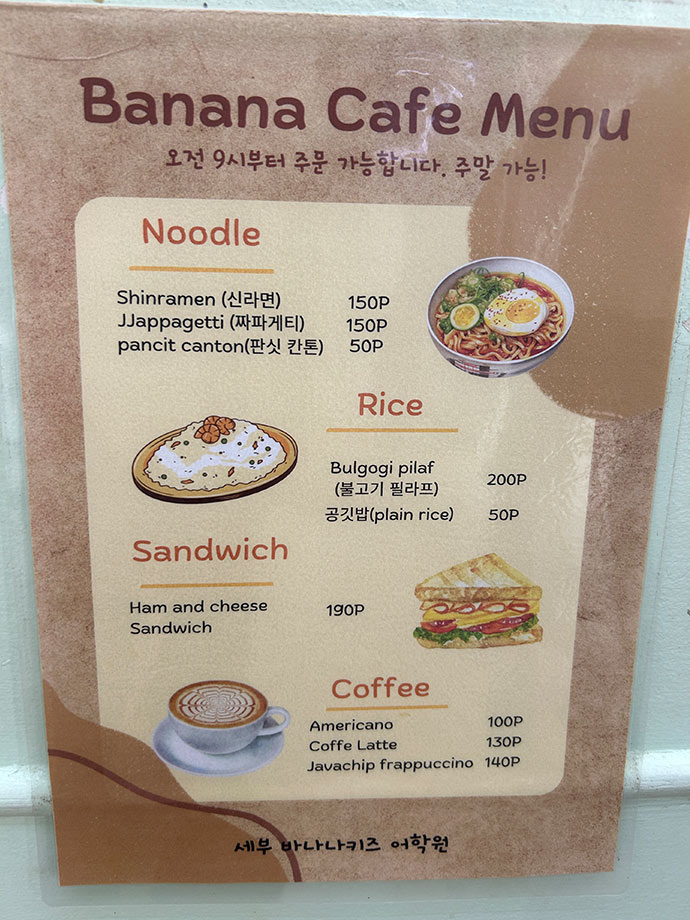 Banana Cafe Menu
오전 9시부터 주문 가능합니다. 주말 가능!
Noodle
Shinramen (신라면) 150P
JJappagetti (짜파게티) 150P
pancit canton(판싯 칸톤) 50P
Rice
Bulgogi pilaf
(불고기 필라프) 200P
공깃밥(plain rice) 50P
Sandwich
Ham and cheese
Sandwich 190P
Coffee
Americano 100P
Coffe Latte 130P
Javachip frappuccino 140P
세부 바나나키즈 어학원